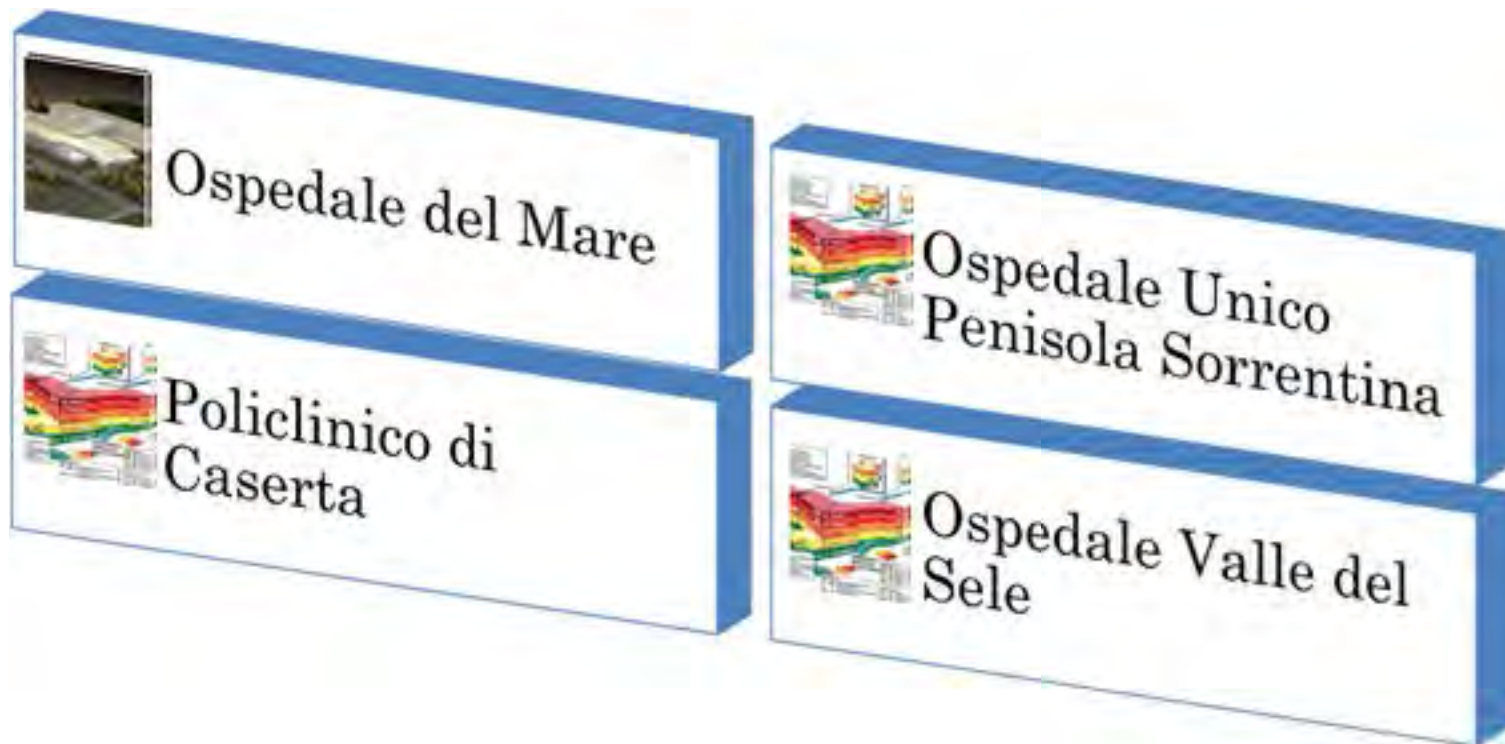 Ospedale del Mare
Policlinico di
Caserta
Ospedale Unico
Penisola Sorrentina
Ospedale Valle del
Sele